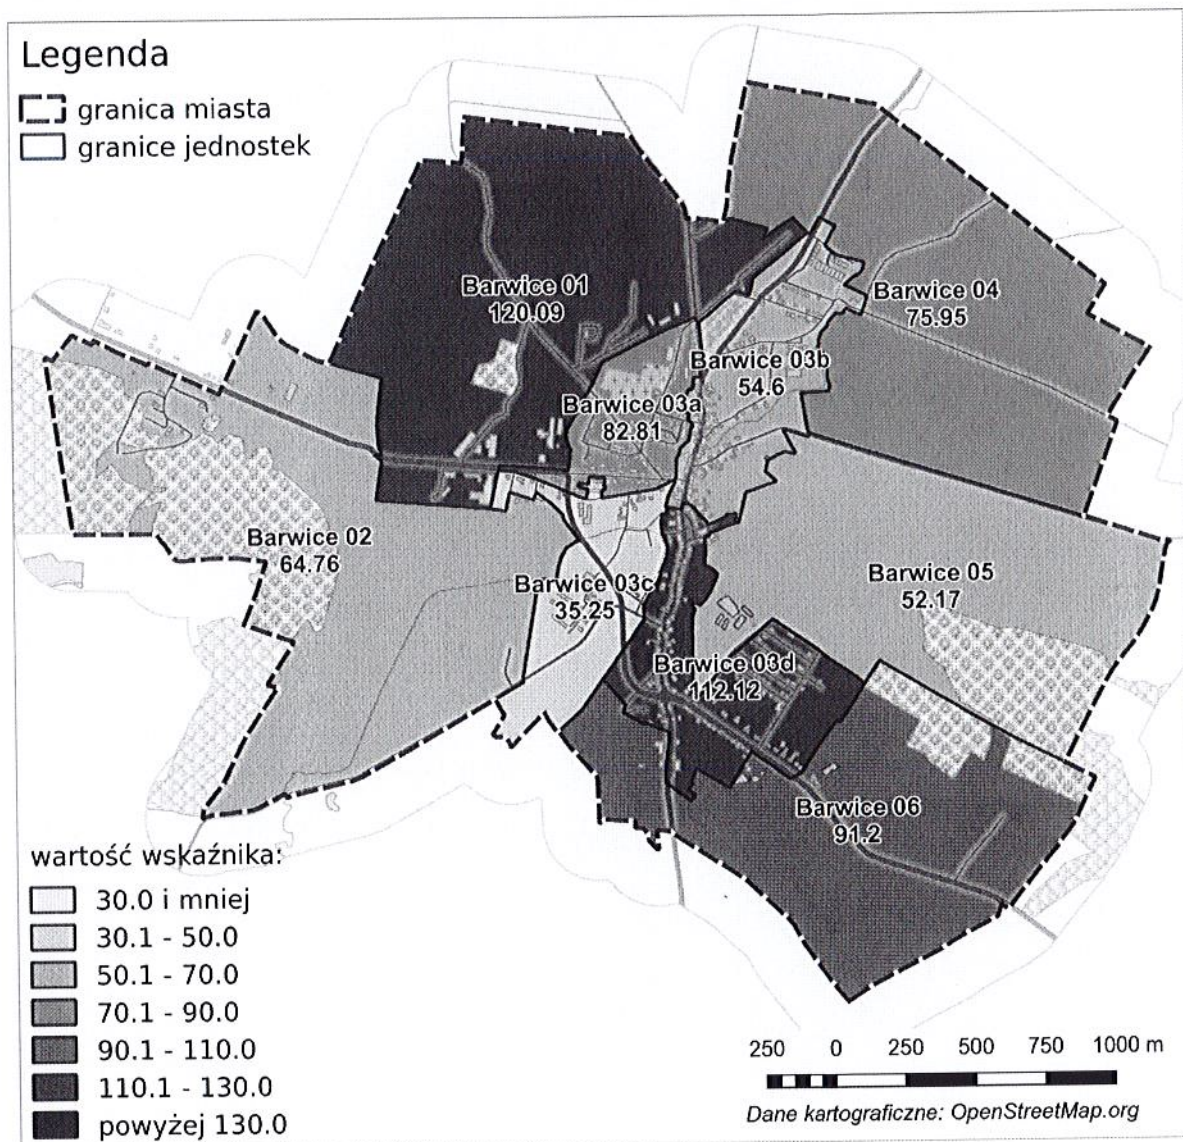 Legenda
granica miasta
granice jednostek
Barwice 01
120.09
Barwice 04
75.95
Barwice 03b
54.6
Barwice 03a
82.81
Barwice 02
64.76
Barwice 03c
35.25
Barwice 05
52.17
Barwice 03d
112.12
Barwice 06
91.2
wartość wskaźnika:
30.0 i mniej
30.1 - 50.0
50.1 - 70.0
70.1 - 90.0
90.1 - 110.0
110.1 - 130.0
powyżej 130.0
250 0 250 500 750 1000 m
Dane kartograficzne: OpenStreetMap.org